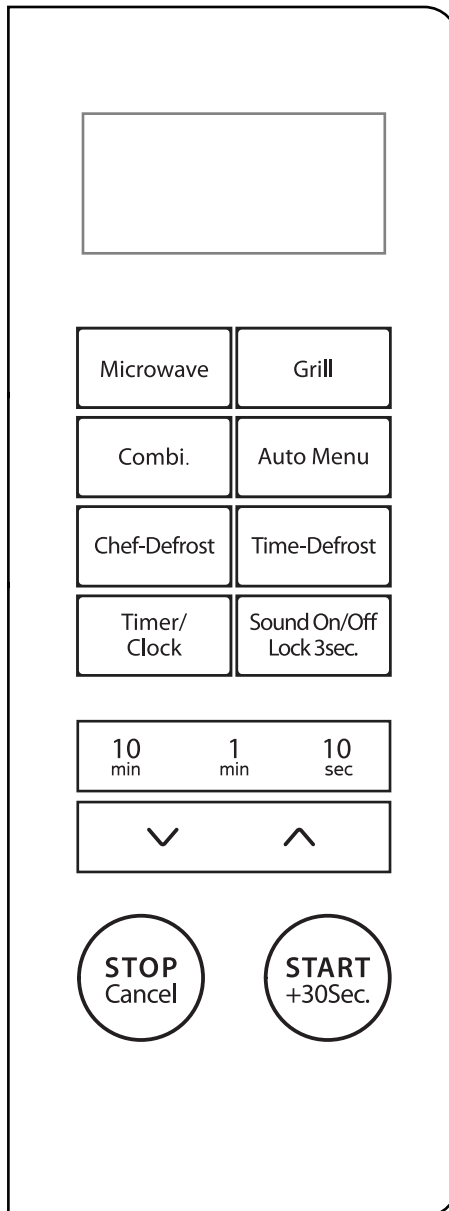 Microwave
Grill
Combi.
Auto Menu
Chef-Defrost
Time-Defrost
Timer/
Clock
Sound On/Off
Lock 3sec.
10
min
1
min
10
sec
STOP
Cancel
START
+30Sec.